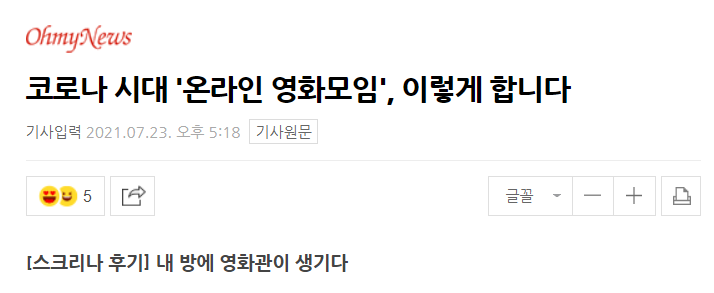 OhmyNews
코로나 시대 '온라인 영화모임', 이렇게 합니다
기사입력 2021.07.23. 오후 5:18 기사원문
5 글꼴
[스크리나 후기] 내 방에 영화관이 생기다